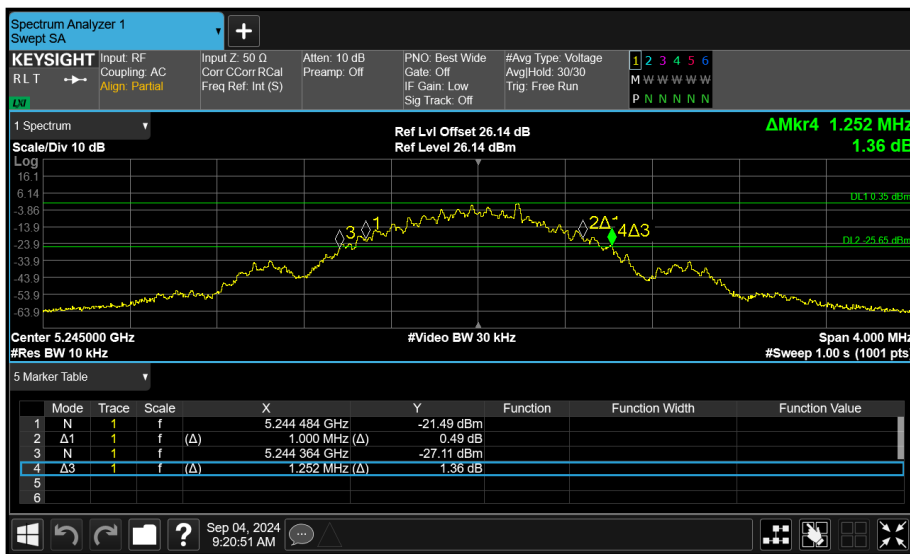 Spectrum Analyzer 1
Swept SA
+
KEYSIGHT
RLT
LXI
Input: RF
Coupling: AC
Align: Partial
Input Z: 50 Ω
Corr CCorr RCal
Freq Ref: Int (S)
Atten: 10 dB
Preamp: Off
PNO: Best Wide
Gate: Off
IF Gain: Low
Sig Track: Off
#Avg Type: Voltage
Avg|Hold: 30/30
Trig: Free Run
1 2 3 4 5 6
M W W W W W
P N N N N N
1 Spectrum
Scale/Div 10 dB
Ref Lvl Offset 26.14 dB
Ref Level 26.14 dBm
ΔMkr4 1.252 MHz
1.36 dB
Log
16.1
6.14
-3.86
-13.9
-23.9
-33.9
-43.9
-53.9
-63.9
DL1 0.35 dBm
DL2 -25.65 dBm
3
1
2Δ1
4Δ3
Center 5.245000 GHz
#Video BW 30 kHz
Span 4.000 MHz
#Res BW 10 kHz
#Sweep 1.00 s (1001 pts
5 Marker Table
Mode Trace Scale X Y Function Function Width Function Value
1 N 1 f 5.244 484 GHz -21.49 dBm
2 Δ1 1 f (Δ) 1.000 MHz (Δ) 0.49 dB
3 N 1 f 5.244 364 GHz -27.11 dBm
4 Δ3 1 f (Δ) 1.252 MHz (Δ) 1.36 dB
5
6
?
Sep 04, 2024
9:20:51 AM